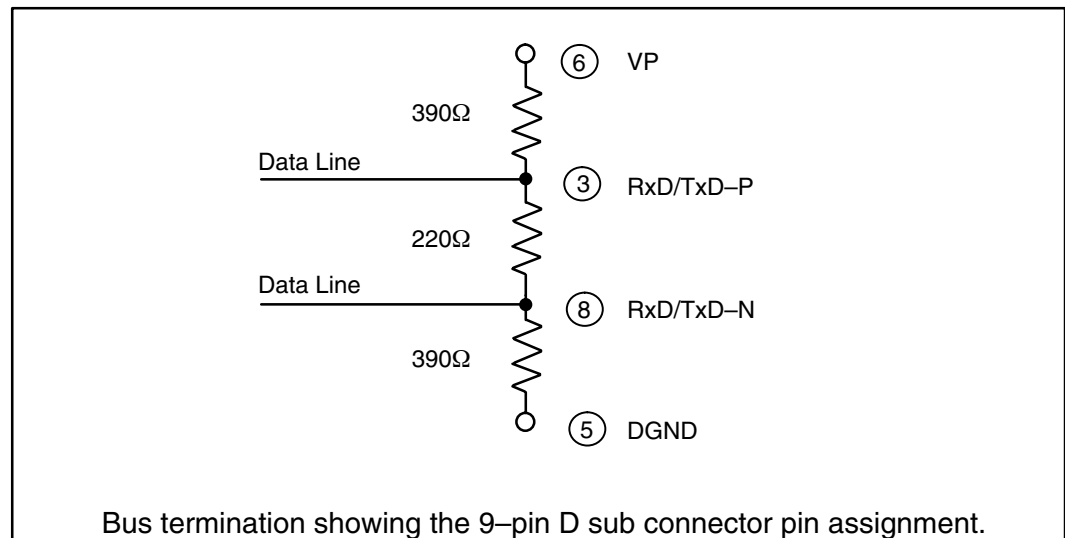 6 VP
390Ω
Data Line
3 RxD/TxD–P
220Ω
Data Line
8 RxD/TxD–N
390Ω
5 DGND
Bus termination showing the 9–pin D sub connector pin assignment.